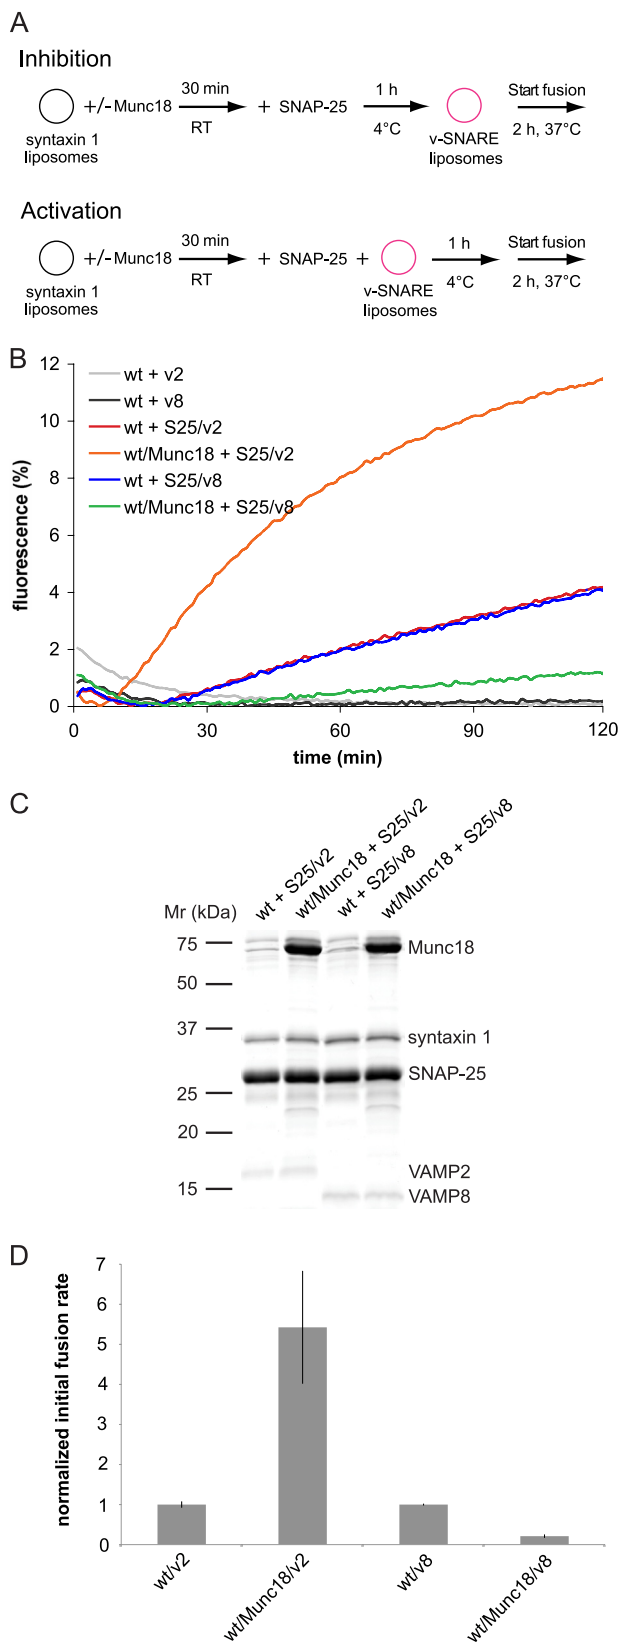 A
Inhibition
+/- Munc18
30 min
RT
+ SNAP-25
1 h
4°C
Start fusion
2 h, 37°C
syntaxin 1
liposomes
v-SNARE
liposomes
Activation
+/- Munc18
30 min
RT
+ SNAP-25 +
1 h
4°C
Start fusion
2 h, 37°C
syntaxin 1
liposomes
v-SNARE
liposomes
B
12
10
8
6
4
2
0
fluorescence (%)
wt + v2
wt + v8
wt + S25/v2
wt/Munc18 + S25/v2
wt + S25/v8
wt/Munc18 + S25/v8
0 30 60 90 120
time (min)
C
wt + S25/v2
wt/Munc18 + S25/v2
wt + S25/v8
wt/Munc18 + S25/v8
Mr (kDa)
75
50
37
25
20
15
Munc18
syntaxin 1
SNAP-25
VAMP2
VAMP8
D
normalized initial fusion rate
7
6
5
4
3
2
1
0
wt/v2
wt/Munc18/v2
wt/v8
wt/Munc18/v8